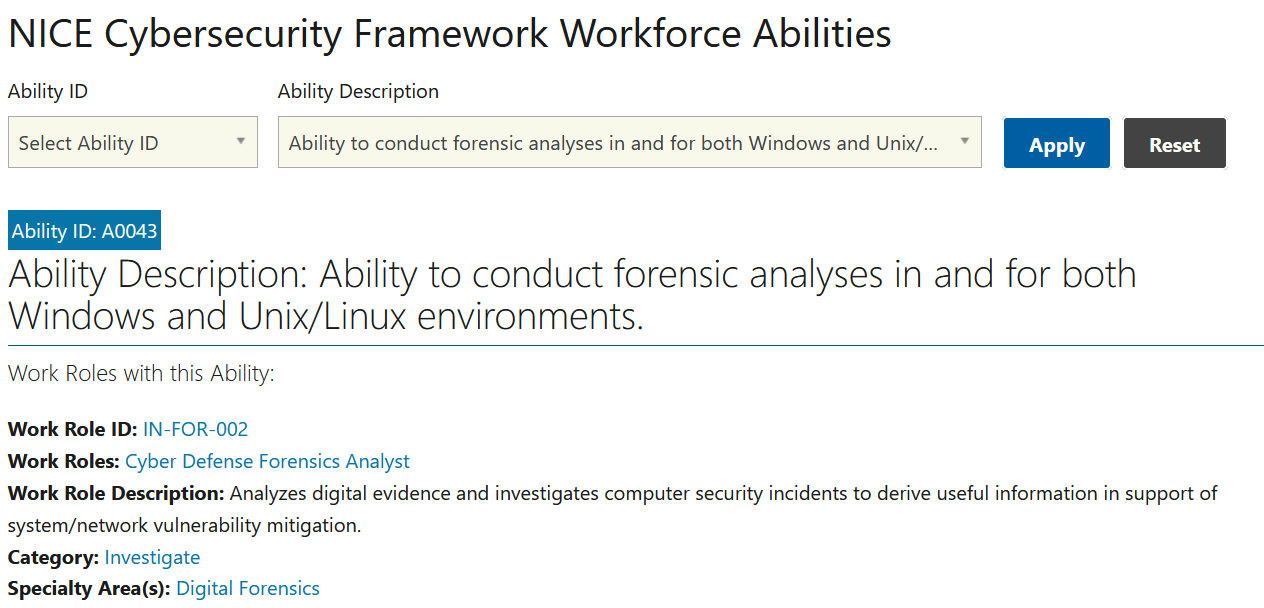 NICE Cybersecurity Framework Workforce Abilities
Ability ID
Ability Description
Select Ability ID
Ability to conduct forensic analyses in and for both Windows and Unix/...
Apply
Reset
Ability ID: A0043
Ability Description: Ability to conduct forensic analyses in and for both
Windows and Unix/Linux environments.
Work Roles with this Ability:
Work Role ID: IN-FOR-002
Work Roles: Cyber Defense Forensics Analyst
Work Role Description: Analyzes digital evidence and investigates computer security incidents to derive useful information in support of
system/network vulnerability mitigation.
Category: Investigate
Specialty Area(s): Digital Forensics